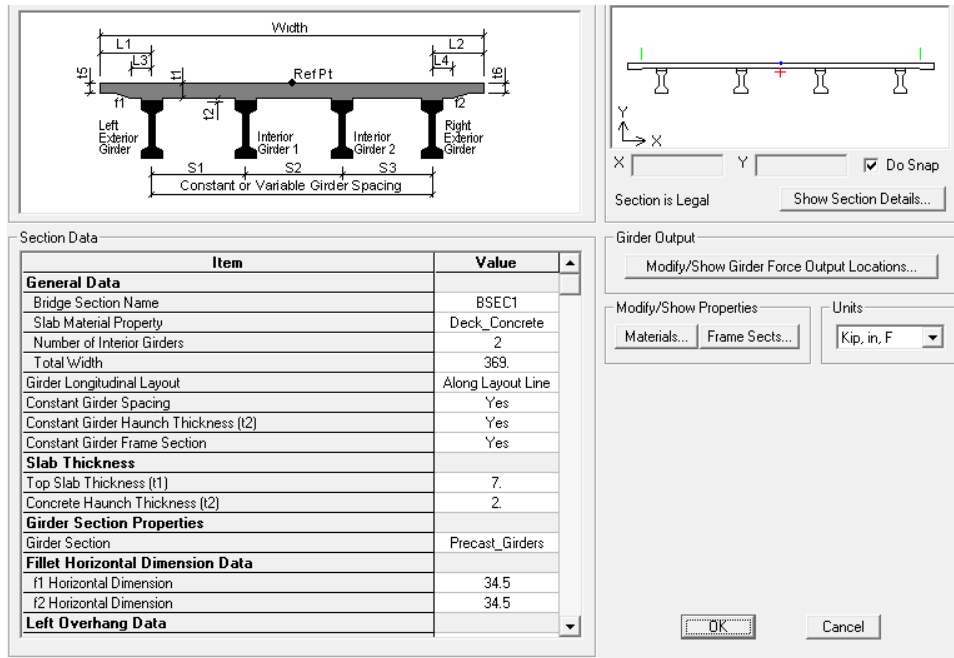 Width
L1
L2
L3
L4
t5
t1
RefPt
t6
f1
t2
f2
Left
Exterior
Girder
Interior
Girder 1
Interior
Girder 2
Right
Exterior
Girder
S1
S2
S3
Constant or Variable Girder Spacing
Y
X
X
Y
Do Snap
Section is Legal
Show Section Details...
Section Data
Item Value
General Data
Bridge Section Name BSEC1
Slab Material Property Deck_Concrete
Number of Interior Girders 2
Total Width 369.
Girder Longitudinal Layout Along Layout Line
Constant Girder Spacing Yes
Constant Girder Haunch Thickness (t2) Yes
Constant Girder Frame Section Yes
Slab Thickness
Top Slab Thickness (t1) 7.
Concrete Haunch Thickness (t2) 2.
Girder Section Properties
Girder Section Precast_Girders
Fillet Horizontal Dimension Data
f1 Horizontal Dimension 34.5
f2 Horizontal Dimension 34.5
Left Overhang Data
Girder Output
Modify/Show Girder Force Output Locations...
Modify/Show Properties
Materials...
Frame Sects...
Units
Kip, in, F
OK
Cancel